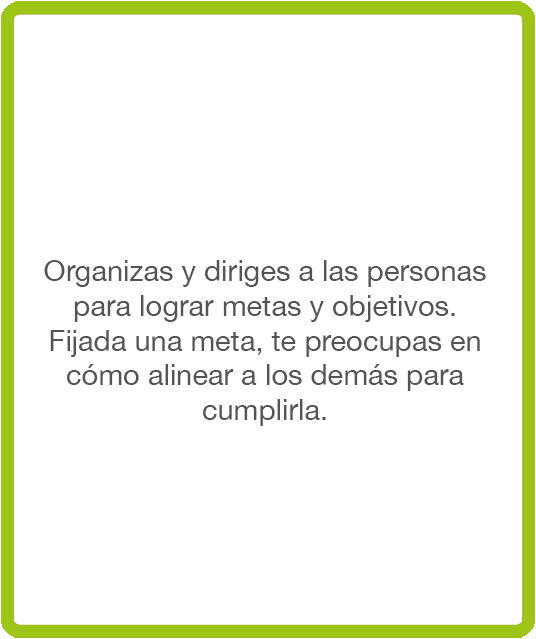 Organizas y diriges a las personas
para lograr metas y objetivos.
Fijada una meta, te preocupas en
cómo alinear a los demás para
cumplirla.